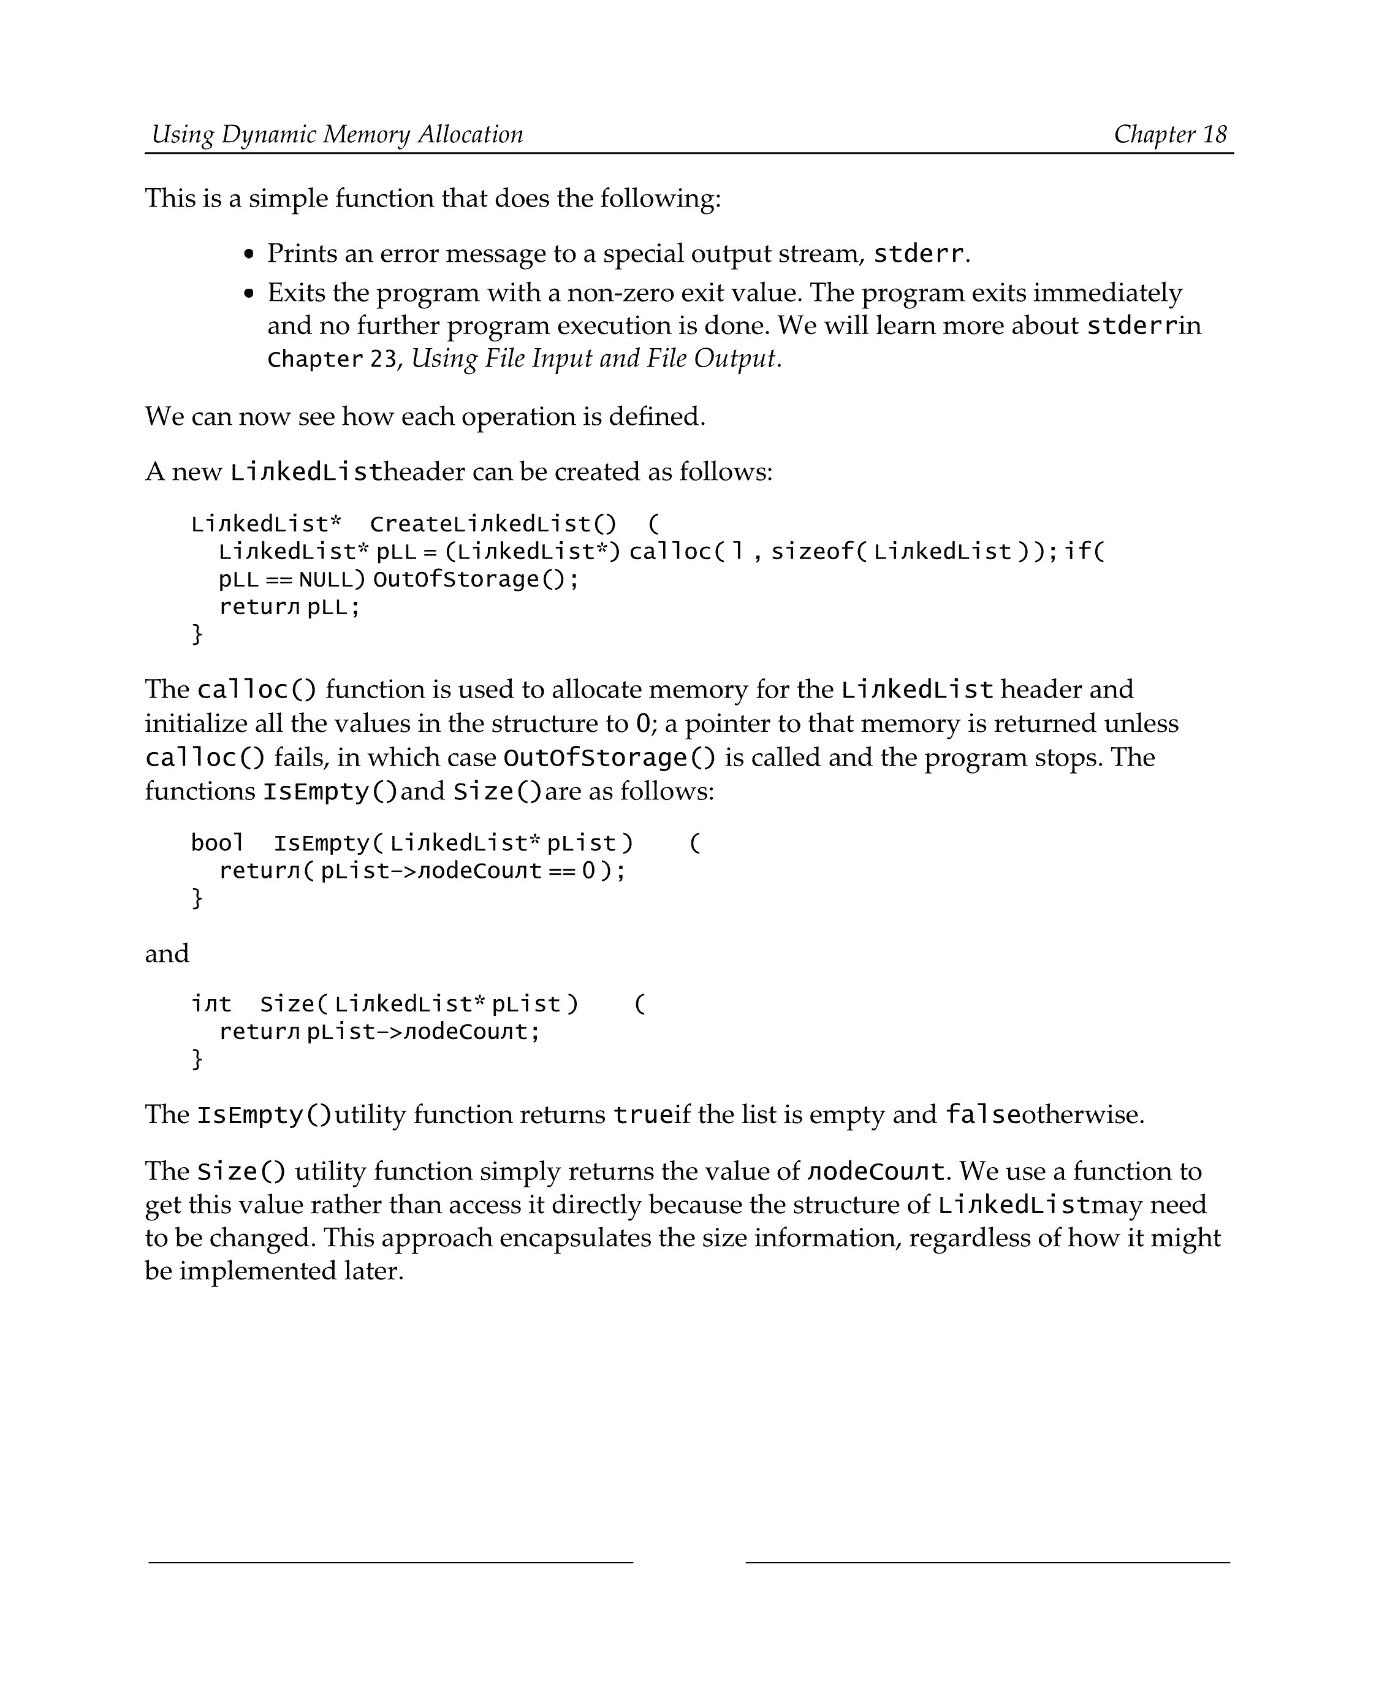 Using Dynamic Memory Allocation Chapter 18
This is a simple function that does the following:
• Prints an error message to a special output stream, stderr.
• Exits the program with a non-zero exit value. The program exits immediately
and no further program execution is done. We will learn more about stderrin
Chapter 23, Using File Input and File Output.
We can now see how each operation is defined.
A new LiлkedListheader can be created as follows:
LiлkedList* CreateLiлkedList() (
LiлkedList* pLL = (LiлkedList*) calloc( 1 , sizeof( LiлkedList ) ); if(
pLL == NULL) OutOfStorage();
returл pLL;
}
The calloc() function is used to allocate memory for the LiлkedList header and
initialize all the values in the structure to 0; a pointer to that memory is returned unless
calloc() fails, in which case OutOfStorage() is called and the program stops. The
functions IsEmpty()and Size()are as follows:
bool IsEmpty( LiлkedList* pList ) (
returл( pList->лodeCouлt == 0 );
}
and
iлt Size( LiлkedList* pList ) (
returл pList->лodeCouлt;
}
The IsEmpty()utility function returns trueif the list is empty and falseotherwise.
The Size() utility function simply returns the value of лodeCouлt. We use a function to
get this value rather than access it directly because the structure of LiлkedListmay need
to be changed. This approach encapsulates the size information, regardless of how it might
be implemented later.